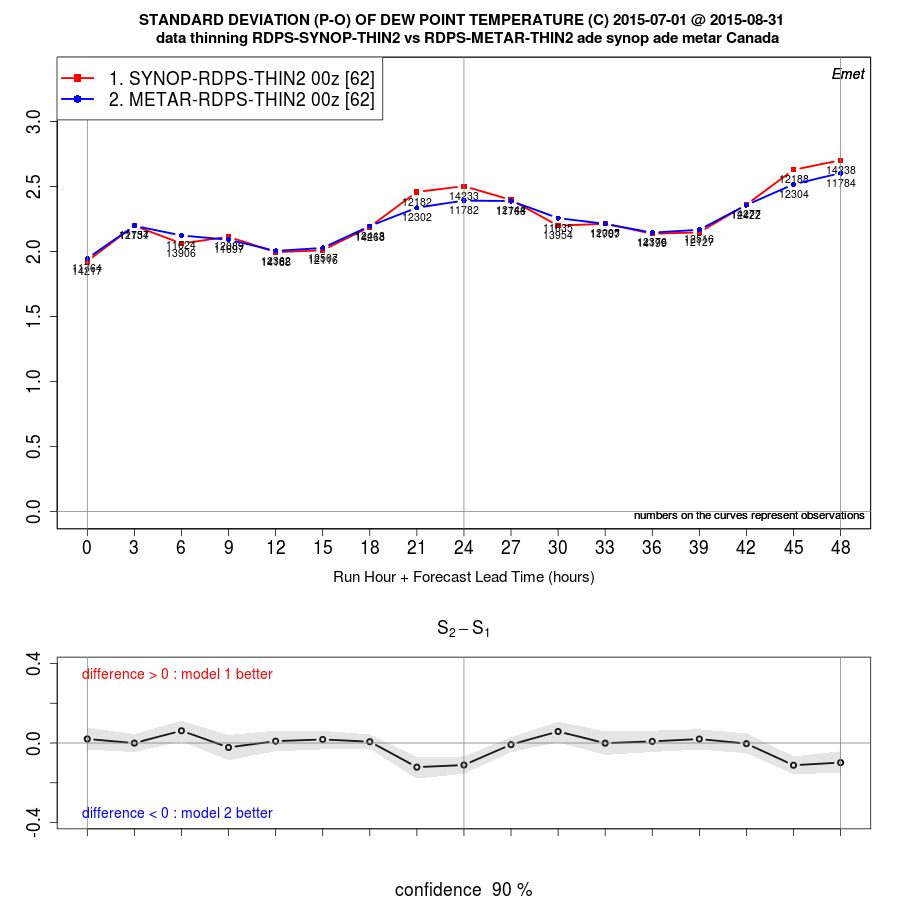 STANDARD DEVIATION (P-O) OF DEW POINT TEMPERATURE (C) 2015-07-01 @ 2015-08-31
data thinning RDPS-SYNOP-THIN2 vs RDPS-METAR-THIN2 ade synop ade metar Canada
1. SYNOP-RDPS-THIN2 00z [62]
2. METAR-RDPS-THIN2 00z [62]
Emet
3.0
2.5
2.0
1.5
1.0
0.5
0.0
14238
11784
12188
12304
12182
12302
14233
11782
13906
13954
12127
14217
numbers on the curves represent observations
0 3 6 9 12 15 18 21 24 27 30 33 36 39 42 45 48
Run Hour + Forecast Lead Time (hours)
S2 − S1
0.4
0.0
-0.4
difference > 0 : model 1 better
difference < 0 : model 2 better
confidence 90 %